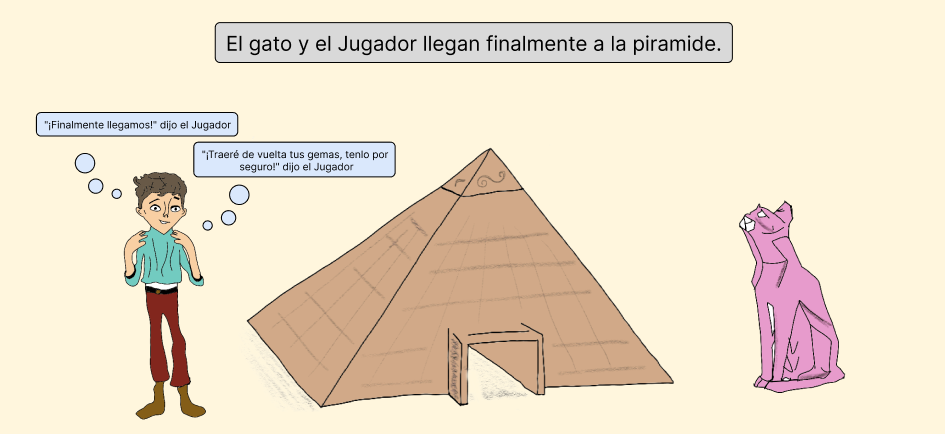 El gato y el Jugador llegan finalmente a la piramide.
"¡Finalmente llegamos!" dijo el Jugador
"¡Traeré de vuelta tus gemas, tenlo por
seguro!" dijo el Jugador